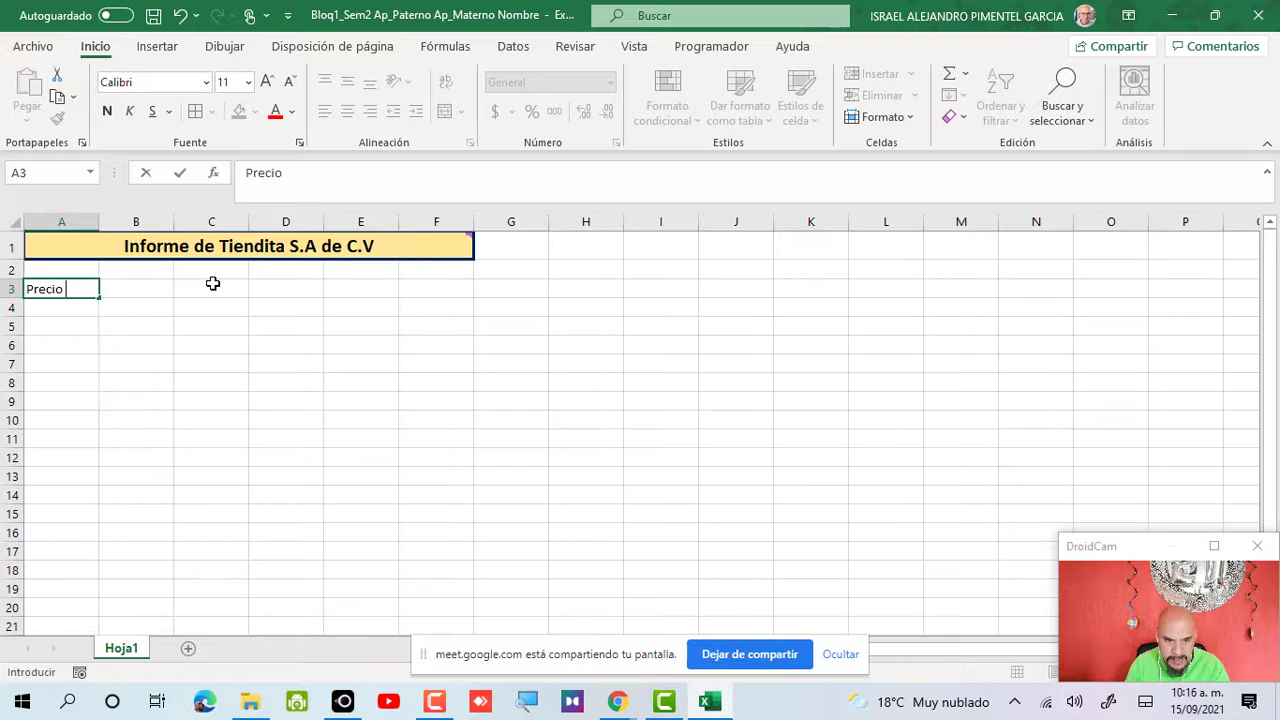 Autoguardado
Bloq1_Sem2 Ap_Paterno Ap_Materno Nombre - Ex...
Buscar
ISRAEL ALEJANDRO PIMENTEL GARCIA
Archivo Inicio Insertar Dibujar Disposición de página Fórmulas Datos Revisar Vista Programador Ayuda
Compartir Comentarios
Pegar
Calibri 11
N K S
General
$ % 000
Formato condicional
Dar formato como tabla
Estilos de celda
Insertar
Eliminar
Formato
Ordenar y filtrar
Buscar y seleccionar
Analizar datos
Portapapeles Fuente Alineación Número Estilos Celdas Edición Análisis
A3 fx Precio
A B C D E F G H I J K L M N O P
1 Informe de Tiendita S.A de C.V
2
3 Precio
4
5
6
7
8
9
10
11
12
13
14
15
16
17
18
19
20
21
DroidCam
Hoja1
meet.google.com está compartiendo tu pantalla. Dejar de compartir Ocultar
Introducir
18°C Muy nublado
10:16 a. m.
15/09/2021